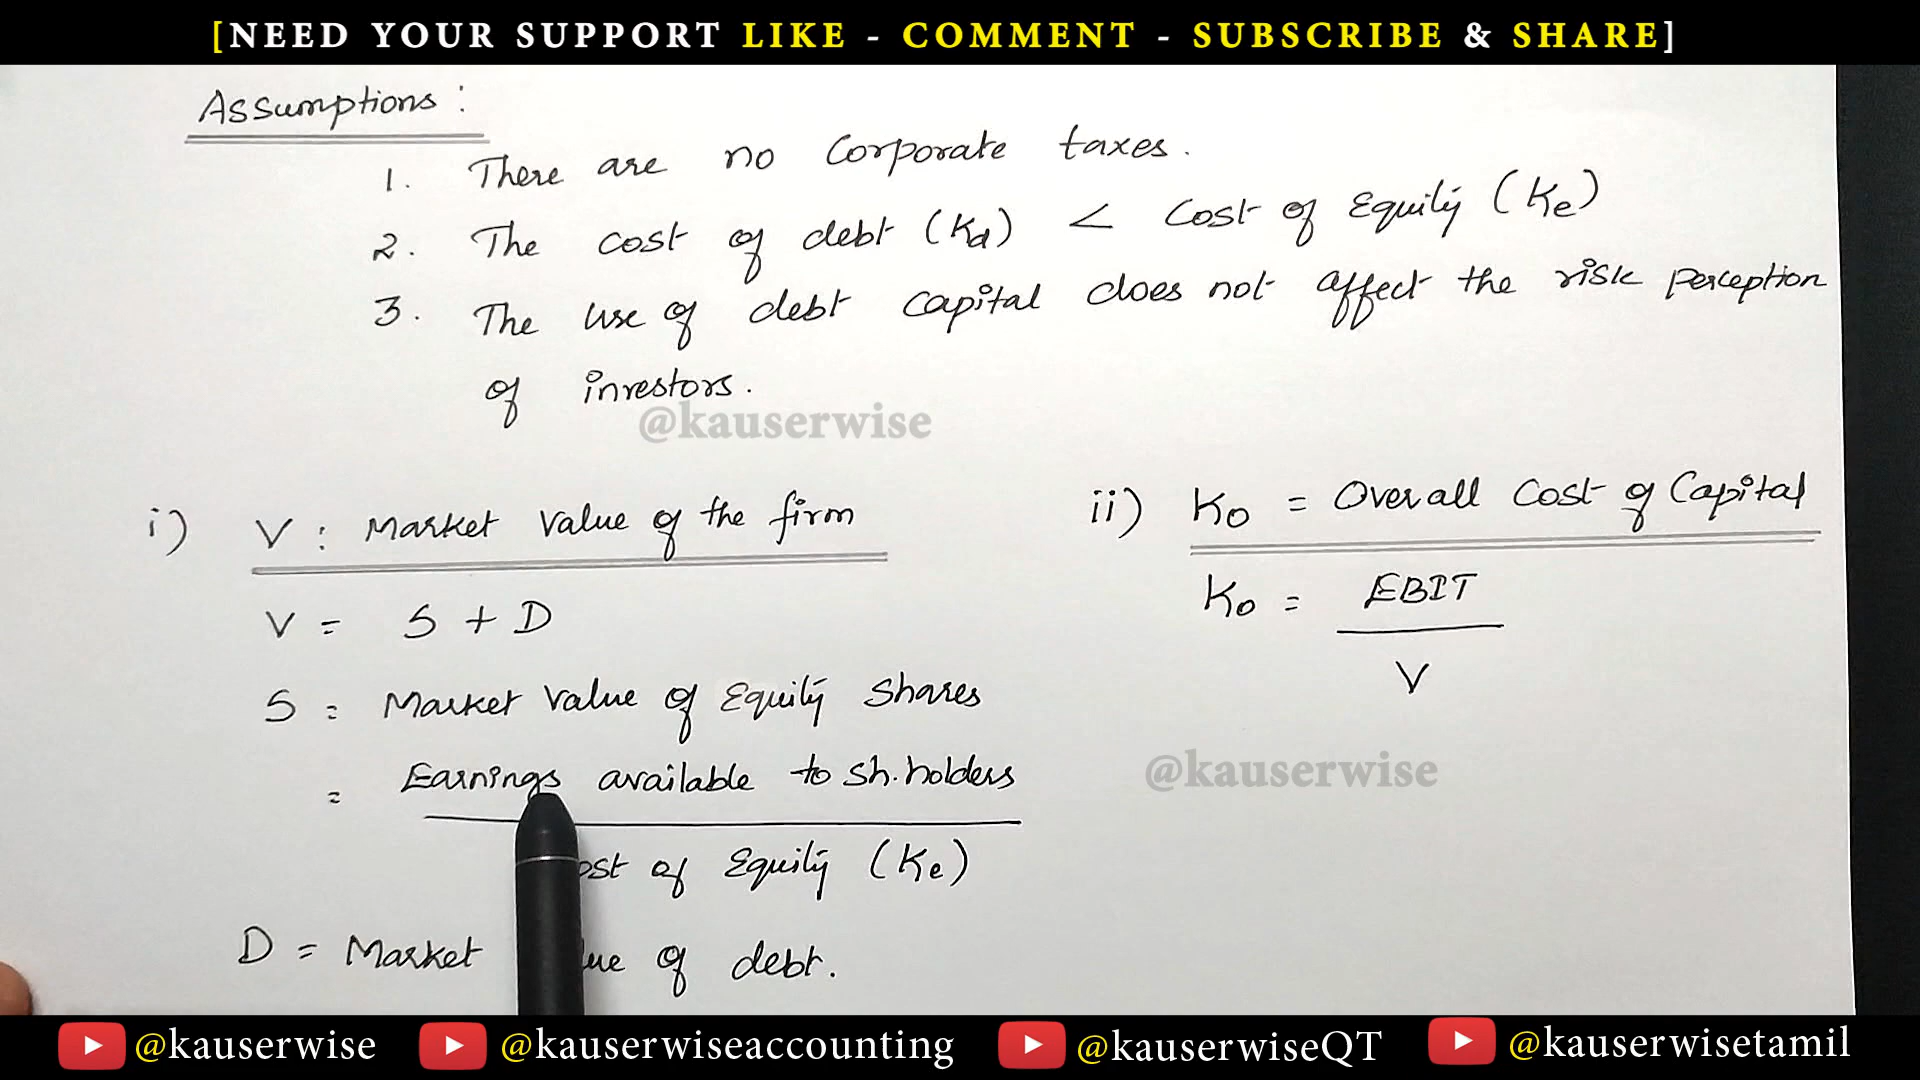 [NEED YOUR SUPPORT LIKE - COMMENT - SUBSCRIBE & SHARE]
Assumptions:
1. There are no Corporate taxes.
2. The cost of debt (Kd) < Cost of Equity (Ke)
3. The use of debt capital does not affect the risk perception
of investors.
@kauserwise
i) V: Market Value of the firm
V = S + D
S = Market Value of Equity Shares
= Earnings available to Sh.holders
ost of Equity (Ke)
D = Market lue of debt.
ii) Ko = Overall Cost of Capital
Ko = EBIT
V
@kauserwise
@kauserwise @kauserwiseaccounting @kauserwiseQT @kauserwisetamil